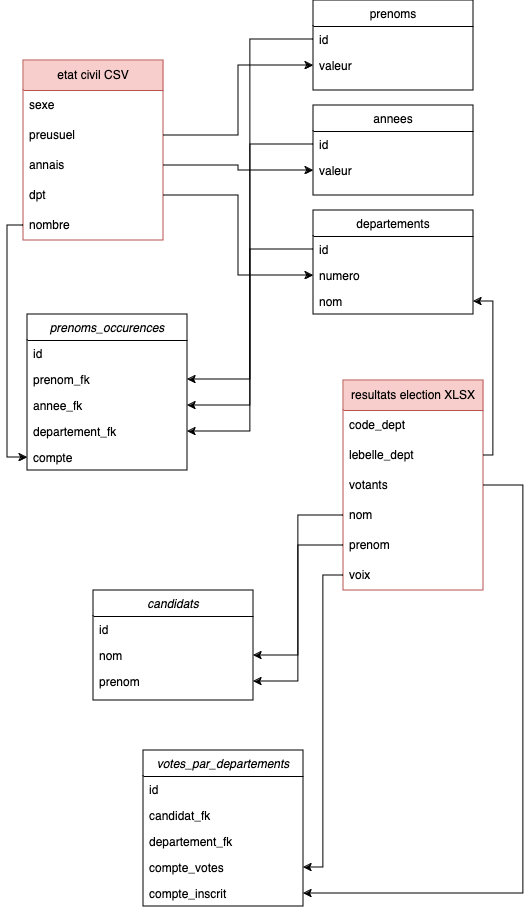 prenoms
id
valeur
etat civil CSV
sexe
preusuel
annais
dpt
nombre
annees
id
valeur
departements
id
numero
nom
prenoms_occurences
id
prenom_fk
annee_fk
departement_fk
compte
resultats election XLSX
code_dept
lebelle_dept
votants
nom
prenom
voix
candidats
id
nom
prenom
votes_par_departements
id
candidat_fk
departement_fk
compte_votes
compte_inscrit